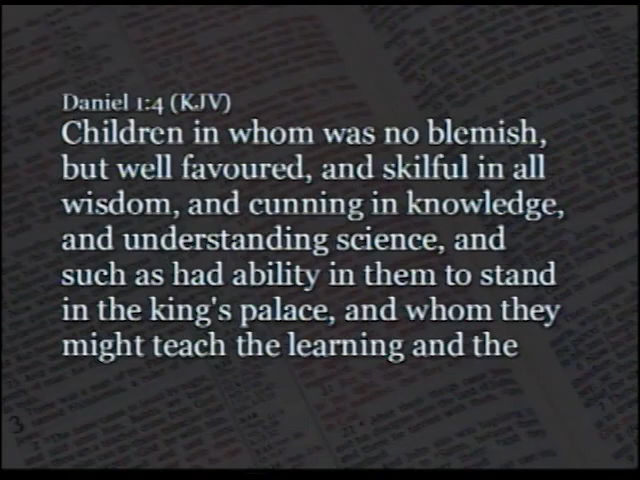 Daniel 1:4 (KJV)
Children in whom was no blemish,
but well favoured, and skilful in all
wisdom, and cunning in knowledge,
and understanding science, and
such as had ability in them to stand
in the king's palace, and whom they
might teach the learning and the